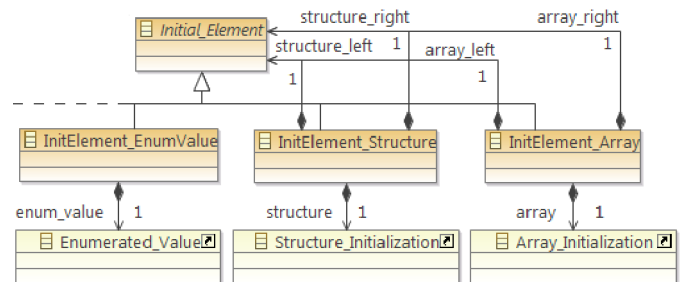 structure_right array_right
Initial_Element
structure_left 1 array_left 1
1 1
InitElement_EnumValue InitElement_Structure InitElement_Array
enum_value 1 structure 1 array 1
Enumerated_Value Structure_Initialization Array_Initialization